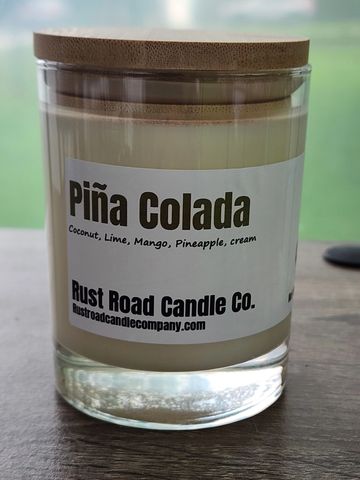 Piña Colada
Coconut, Lime, Mango, Pineapple, cream
Rust Road Candle Co.
Rustroadcandlecompany.com